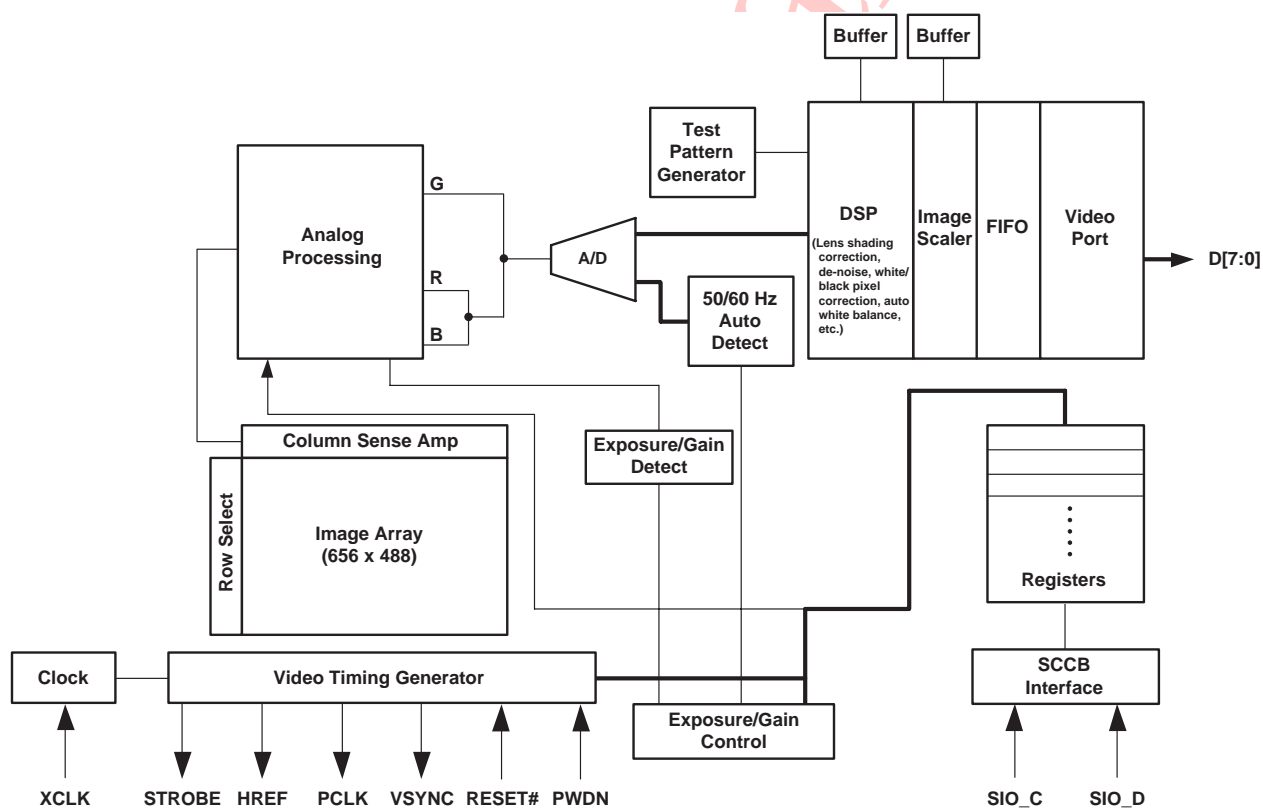 Buffer
Buffer
Test
Pattern
Generator
G
Analog
Processing
R
B
A/D
50/60 Hz
Auto
Detect
DSP
(Lens shading
correction,
de-noise, white/
black pixel
correction, auto
white balance,
etc.)
Image
Scaler
FIFO
Video
Port
D[7:0]
Column Sense Amp
Row Select
Image Array
(656 x 488)
Exposure/Gain
Detect
Registers
Clock
Video Timing Generator
Exposure/Gain
Control
SCCB
Interface
XCLK
STROBE
HREF
PCLK
VSYNC
RESET#
PWDN
SIO_C
SIO_D